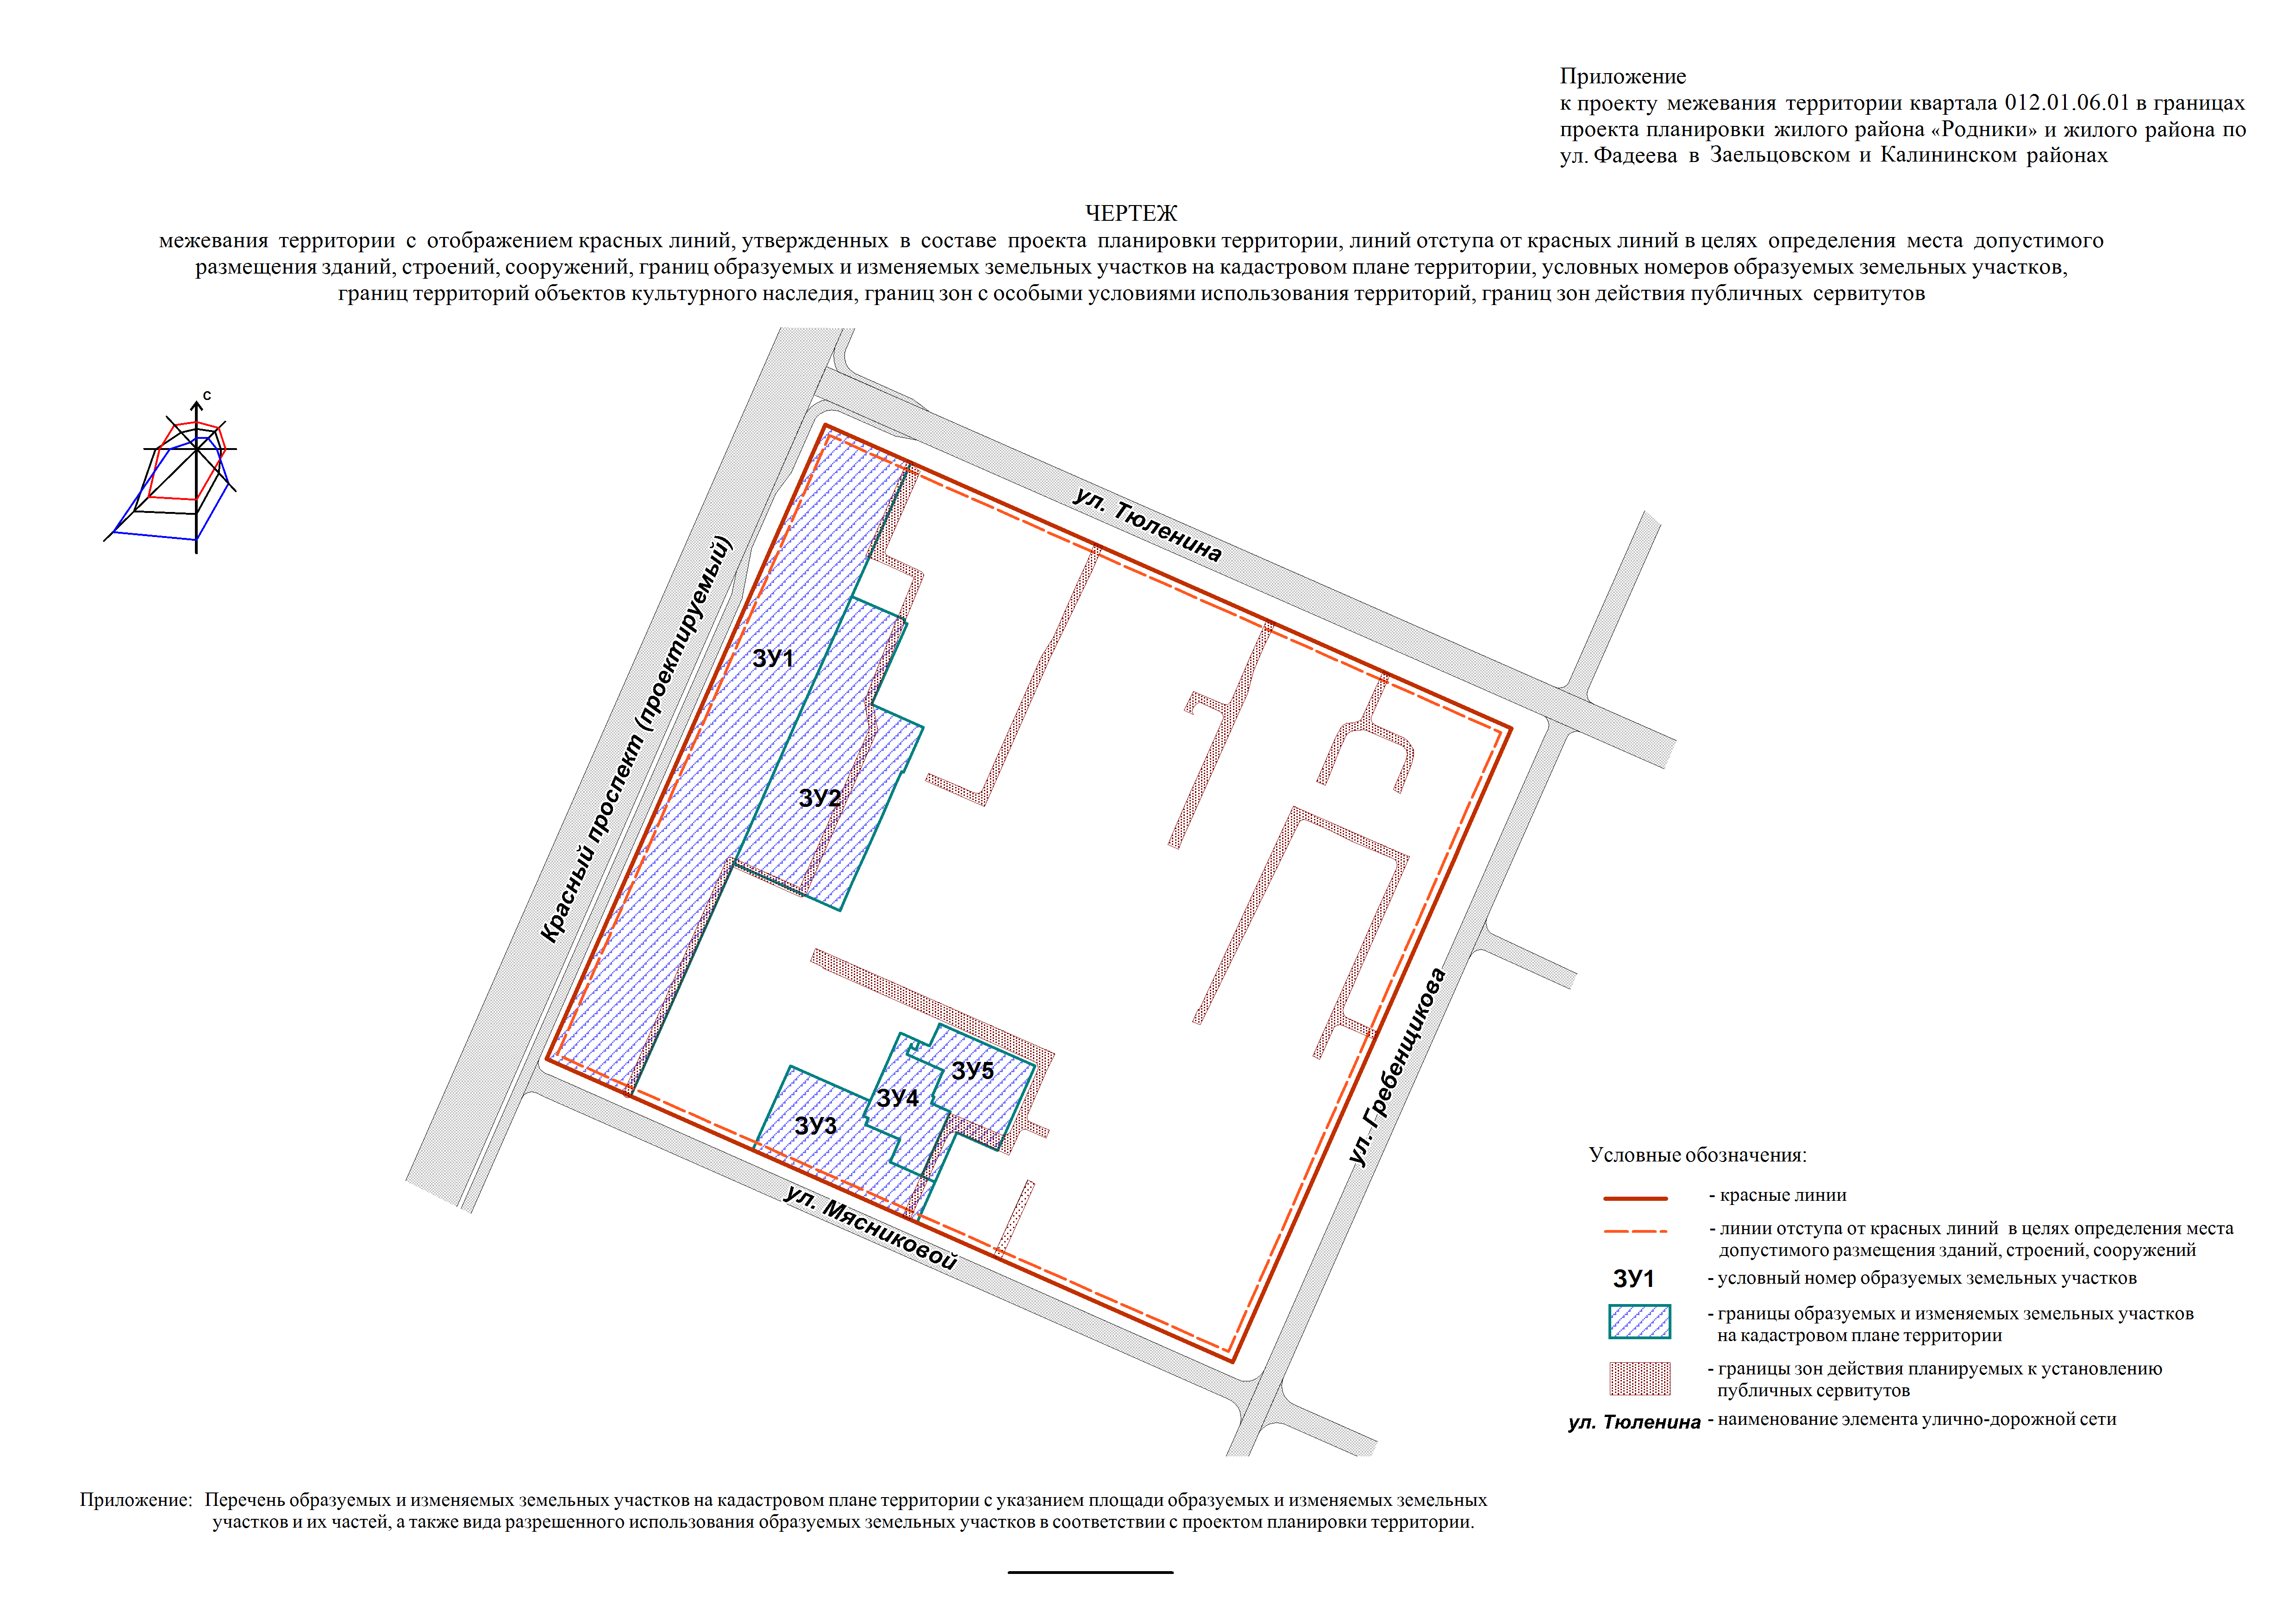 Приложение
к проекту межевания территории квартала 012.01.06.01 в границах
проекта планировки жилого района «Родники» и жилого района по
ул. Фадеева в Заельцовском и Калининском районах
ЧЕРТЕЖ
межевания территории с отображением красных линий, утвержденных в составе проекта планировки территории, линий отступа от красных линий в целях определения места допустимого
размещения зданий, строений, сооружений, границ образуемых и изменяемых земельных участков на кадастровом плане территории, условных номеров образуемых земельных участков,
границ территорий объектов культурного наследия, границ зон с особыми условиями использования территорий, границ зон действия публичных сервитутов
С
ул. Тюленина
Красный проспект (проектируемый)
ЗУ1
ЗУ2
ЗУ5
ЗУ4
ЗУ3
ул. Гребенщикова
ул. Мясниковой
Условные обозначения:
- красные линии
- линии отступа от красных линий в целях определения места
допустимого размещения зданий, строений, сооружений
ЗУ1 - условный номер образуемых земельных участков
- границы образуемых и изменяемых земельных участков
на кадастровом плане территории
- границы зон действия планируемых к установлению
публичных сервитутов
ул. Тюленина - наименование элемента улично-дорожной сети
Приложение: Перечень образуемых и изменяемых земельных участков на кадастровом плане территории с указанием площади образуемых и изменяемых земельных
участков и их частей, а также вида разрешенного использования образуемых земельных участков в соответствии с проектом планировки территории.